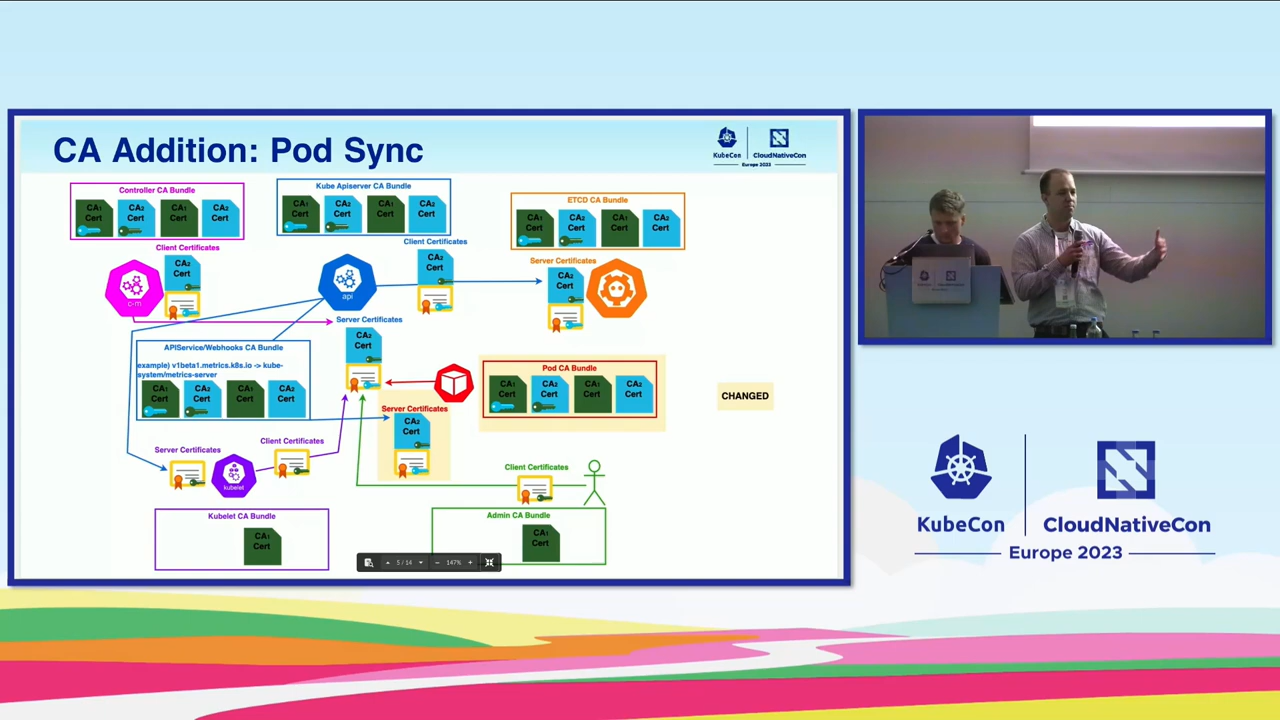 CA Addition: Pod Sync
KubeCon
CloudNativeCon
Europe 2023
Controller CA Bundle
CA₁
Cert
CA₂
Cert
CA₁
Cert
CA₂
Cert
Kube Apiserver CA Bundle
CA₁
Cert
CA₂
Cert
CA₁
Cert
CA₂
Cert
ETCD CA Bundle
CA₁
Cert
CA₂
Cert
CA₁
Cert
CA₂
Cert
Client Certificates
CA₂
Cert
c-m
Client Certificates
CA₂
Cert
api
Server Certificates
CA₂
Cert
Server Certificates
CA₂
Cert
APIService/Webhooks CA Bundle
example) v1beta1.metrics.k8s.io -> kube-
system/metrics-server
CA₁
Cert
CA₂
Cert
CA₁
Cert
CA₂
Cert
Pod CA Bundle
CA₁
Cert
CA₂
Cert
CA₁
Cert
CA₂
Cert
CHANGED
Server Certificates
CA₂
Cert
Server Certificates
kubelet
Client Certificates
Client Certificates
Kubelet CA Bundle
CA₁
Cert
Admin CA Bundle
CA₁
Cert
5 / 14
147%
KubeCon
CloudNativeCon
Europe 2023